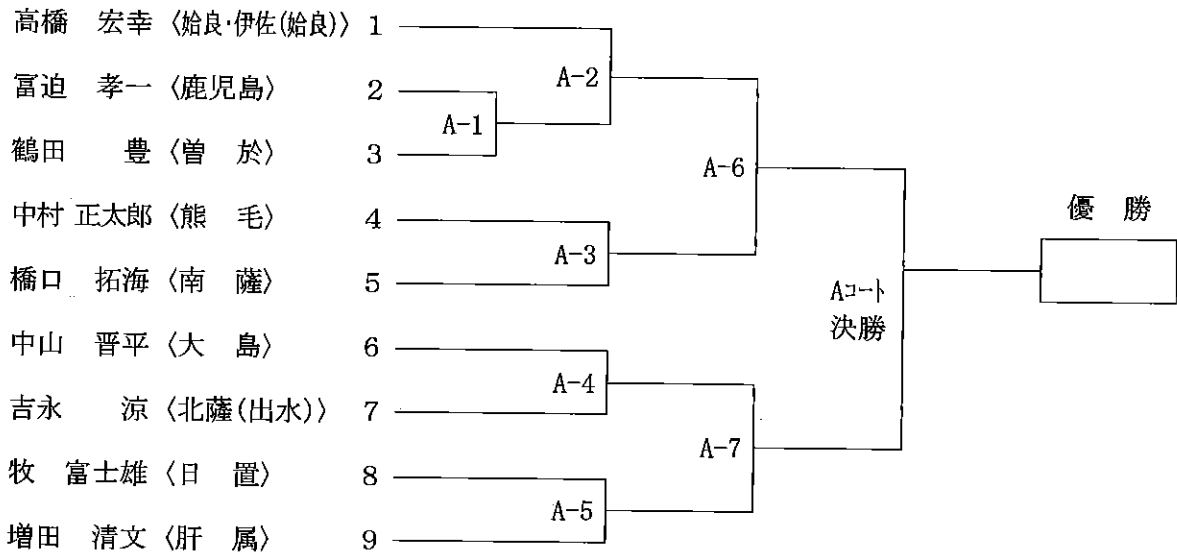 高橋 宏幸 〈姶良・伊佐(姶良)〉 1
冨迫 孝一 〈鹿児島〉 2
鶴田 豊 〈曽 於〉 3
中村 正太郎 〈熊 毛〉 4
橋口 拓海 〈南 薩〉 5
中山 晋平 〈大 島〉 6
吉永 涼 〈北薩(出水)〉 7
牧 富士雄 〈日 置〉 8
増田 清文 〈肝 属〉 9
A-1
A-2
A-3
A-4
A-5
A-6
A-7
Aコート
決勝
優 勝